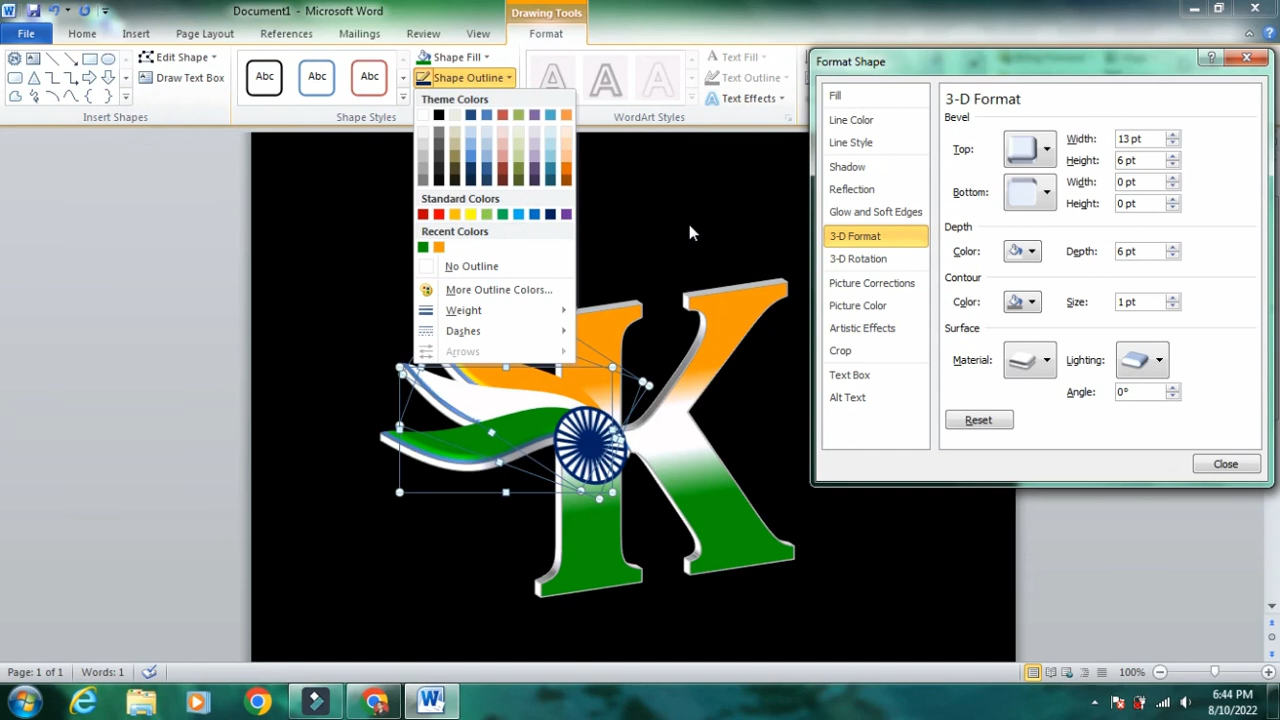 Document1 - Microsoft Word
Drawing Tools
File Home Insert Page Layout References Mailings Review View Format
Edit Shape
Draw Text Box
Insert Shapes
Abc Abc Abc
Shape Styles
Shape Fill
Shape Outline
A A A
WordArt Styles
Text Fill
Text Outline
Text Effects
Theme Colors
Standard Colors
Recent Colors
No Outline
More Outline Colors...
Weight
Dashes
Arrows
K
Format Shape
Fill
Line Color
Line Style
Shadow
Reflection
Glow and Soft Edges
3-D Format
3-D Rotation
Picture Corrections
Picture Color
Artistic Effects
Crop
Text Box
Alt Text
3-D Format
Bevel
Top: Width: 13 pt
Height: 6 pt
Bottom: Width: 0 pt
Height: 0 pt
Depth
Color: Depth: 6 pt
Contour
Color: Size: 1 pt
Surface
Material: Lighting:
Angle: 0°
Reset
Close
Page: 1 of 1 Words: 1 100%
6:44 PM
8/10/2022